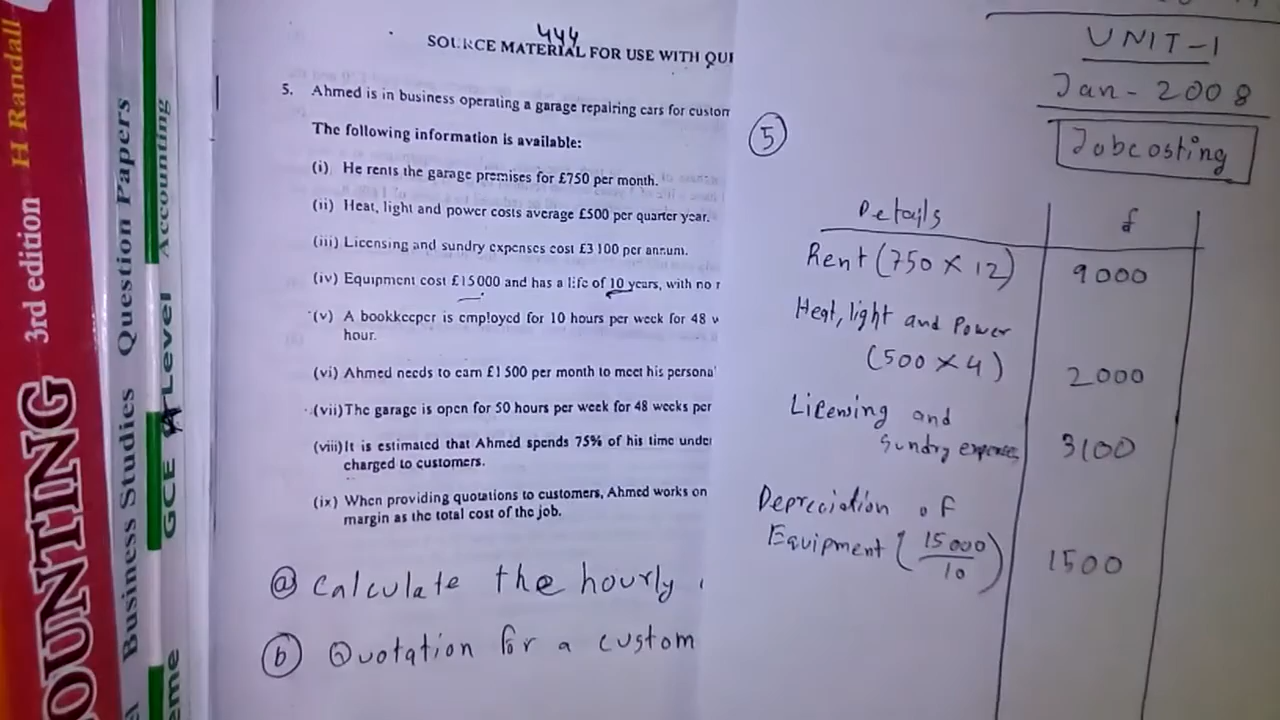 H Randall
3rd edition
OUNTING
Question Papers
Business Studies
Accounting
GCE A Level
eme
444
SOURCE MATERIAL FOR USE WITH QUE
5. Ahmed is in business operating a garage repairing cars for custom
The following information is available:
(i) He rents the garage premises for £750 per month.
(ii) Heat, light and power costs average £500 per quarter year.
(iii) Licensing and sundry expenses cost £3 100 per annum.
(iv) Equipment cost £15 000 and has a life of 10 years, with no r
(v) A bookkeeper is employed for 10 hours per week for 48 w
hour.
(vi) Ahmed needs to earn £1 500 per month to meet his persona
(vii) The garage is open for 50 hours per week for 48 weeks per
(viii) It is estimated that Ahmed spends 75% of his time under
charged to customers.
(ix) When providing quotations to customers, Ahmed works on
margin as the total cost of the job.
(a) Calculate the hourly
(b) Quotation for a custom
UNIT-1
Jan - 2008
Jobcosting
(5)
Details £
Rent (750 × 12) 9000
Heat, light and Power
(500 × 4) 2000
Licensing and
Sundry expenses 3100
Depreciation of
Equipment (15000/10) 1500